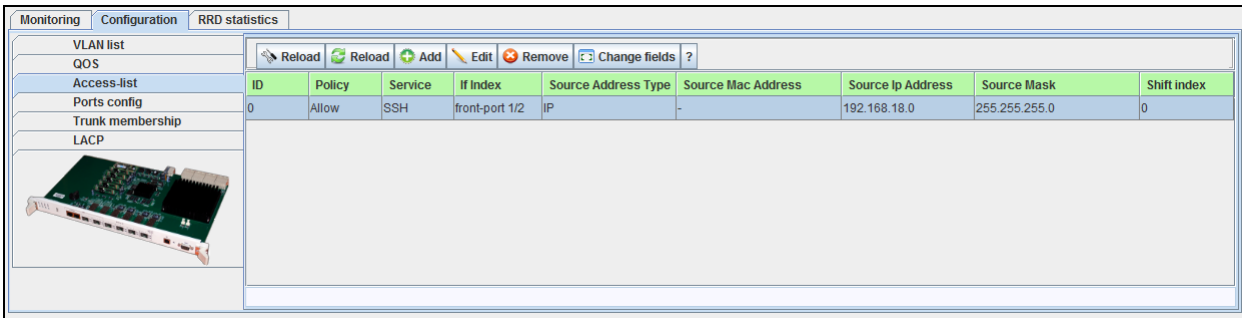 Monitoring Configuration RRD statistics
VLAN list
QOS
Access-list
Ports config
Trunk membership
LACP
Reload Reload Add Edit Remove Change fields ?
ID Policy Service If Index Source Address Type Source Mac Address Source Ip Address Source Mask Shift index
0 Allow SSH front-port 1/2 IP - 192.168.18.0 255.255.255.0 0